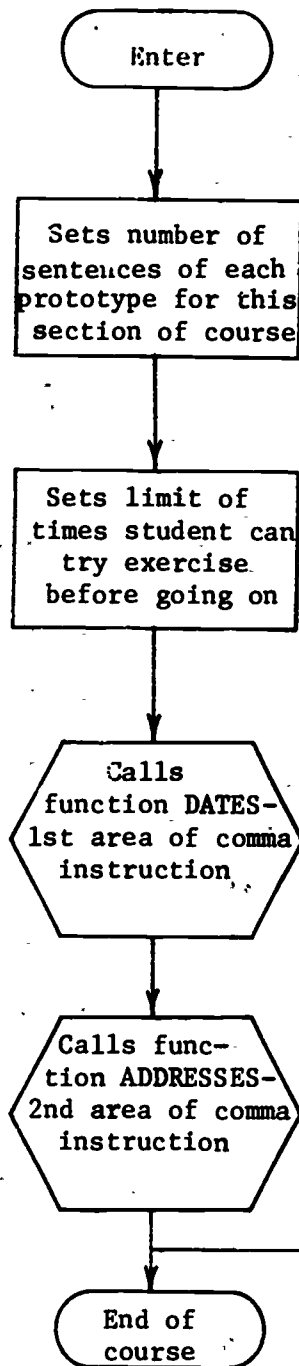 Enter
Sets number of
sentences of each
prototype for this
section of course
Sets limit of
times student can
try exercise
before going on
Calls
function DATES-
1st area of comma
instruction
Calls func-
tion ADDRESSES-
2nd area of comma
instruction
End of
course